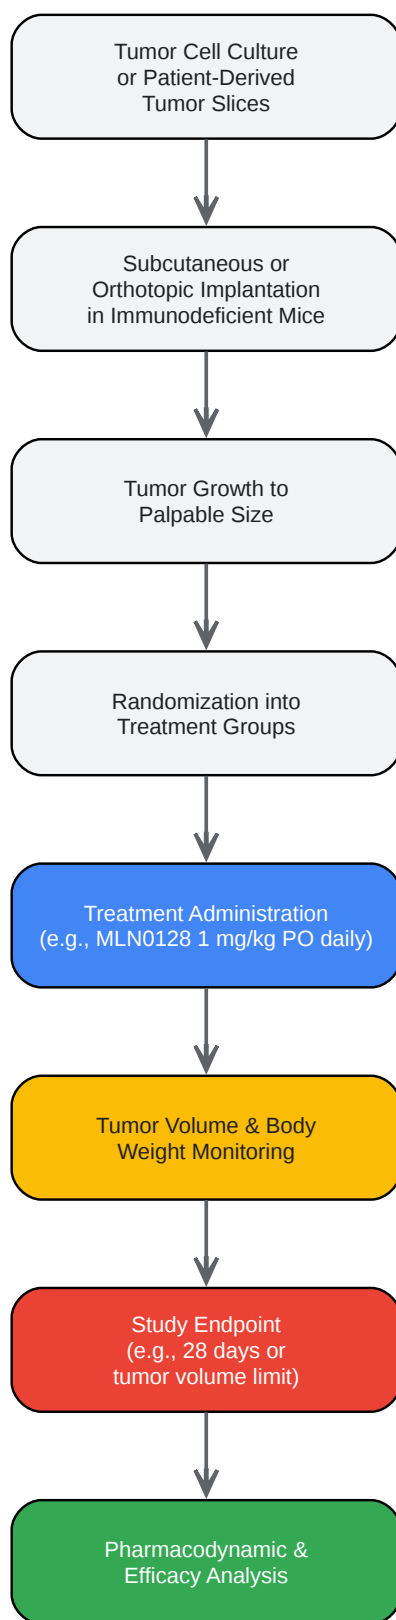 Tumor Cell Culture
or Patient-Derived
Tumor Slices
Subcutaneous or
Orthotopic Implantation
in Immunodeficient Mice
Tumor Growth to
Palpable Size
Randomization into
Treatment Groups
Treatment Administration
(e.g., MLN0128 1 mg/kg PO daily)
Tumor Volume & Body
Weight Monitoring
Study Endpoint
(e.g., 28 days or
tumor volume limit)
Pharmacodynamic &
Efficacy Analysis